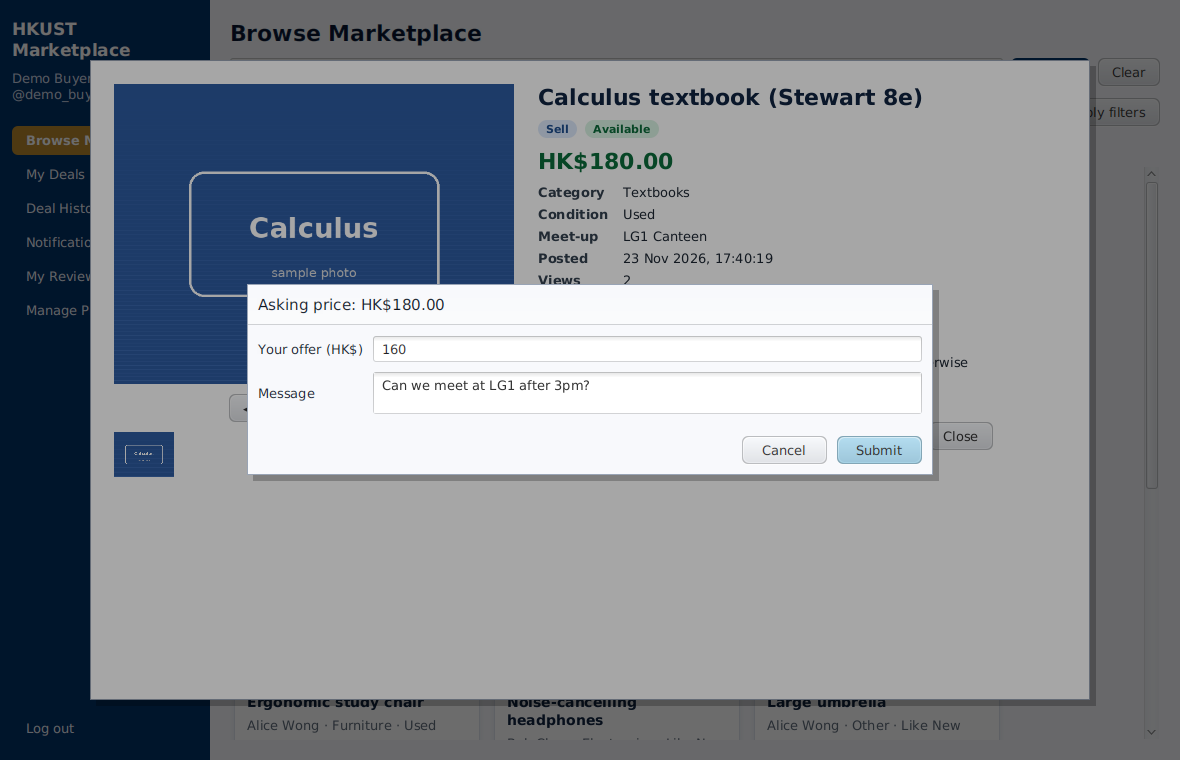 HKUST
Marketplace
Demo Buyer
@demo_buy
Browse M
My Deals
Deal Histo
Notificatio
My Review
Manage P
Log out
Browse Marketplace
Clear
ply filters
Calculus
sample photo
Calculus textbook (Stewart 8e)
Sell
Available
HK$180.00
Category Textbooks
Condition Used
Meet-up LG1 Canteen
Posted 23 Nov 2026, 17:40:19
Views 2
rwise
Close
Asking price: HK$180.00
Your offer (HK$) 160
Message Can we meet at LG1 after 3pm?
Cancel
Submit
Ergonomic study chair
Alice Wong · Furniture · Used
Noise-cancelling
headphones
Large umbrella
Alice Wong · Other · Like New